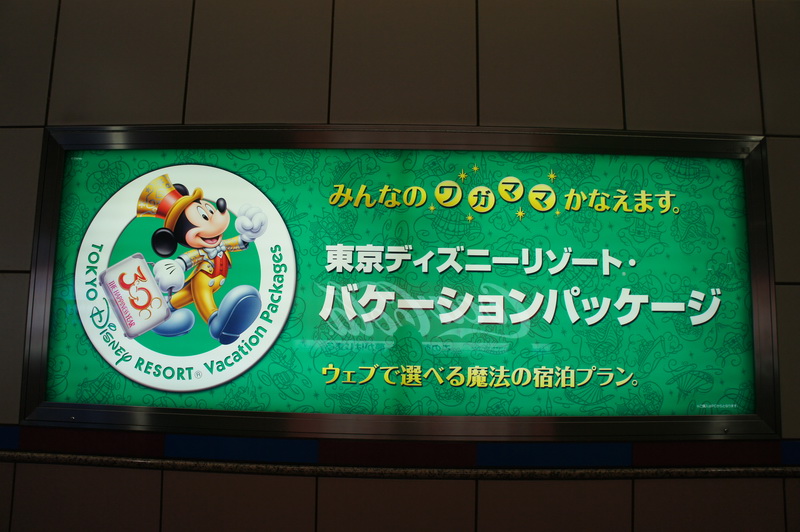 みんなのワガママかなえます。
東京ディズニーリゾート・
バケーションパッケージ
ウェブで選べる魔法の宿泊プラン。
TOKYO DISNEY RESORT® Vacation Packages
30
THE HAPPINESS YEAR
Coca-Cola